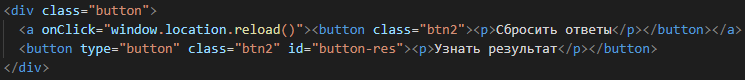 <div class="button">
<a onClick="window.location.reload()"><button class="btn2"><p>Сбросить ответы</p></button></a>
<button type="button" class="btn2" id="button-res"><p>Узнать результат</p></button>
</div>